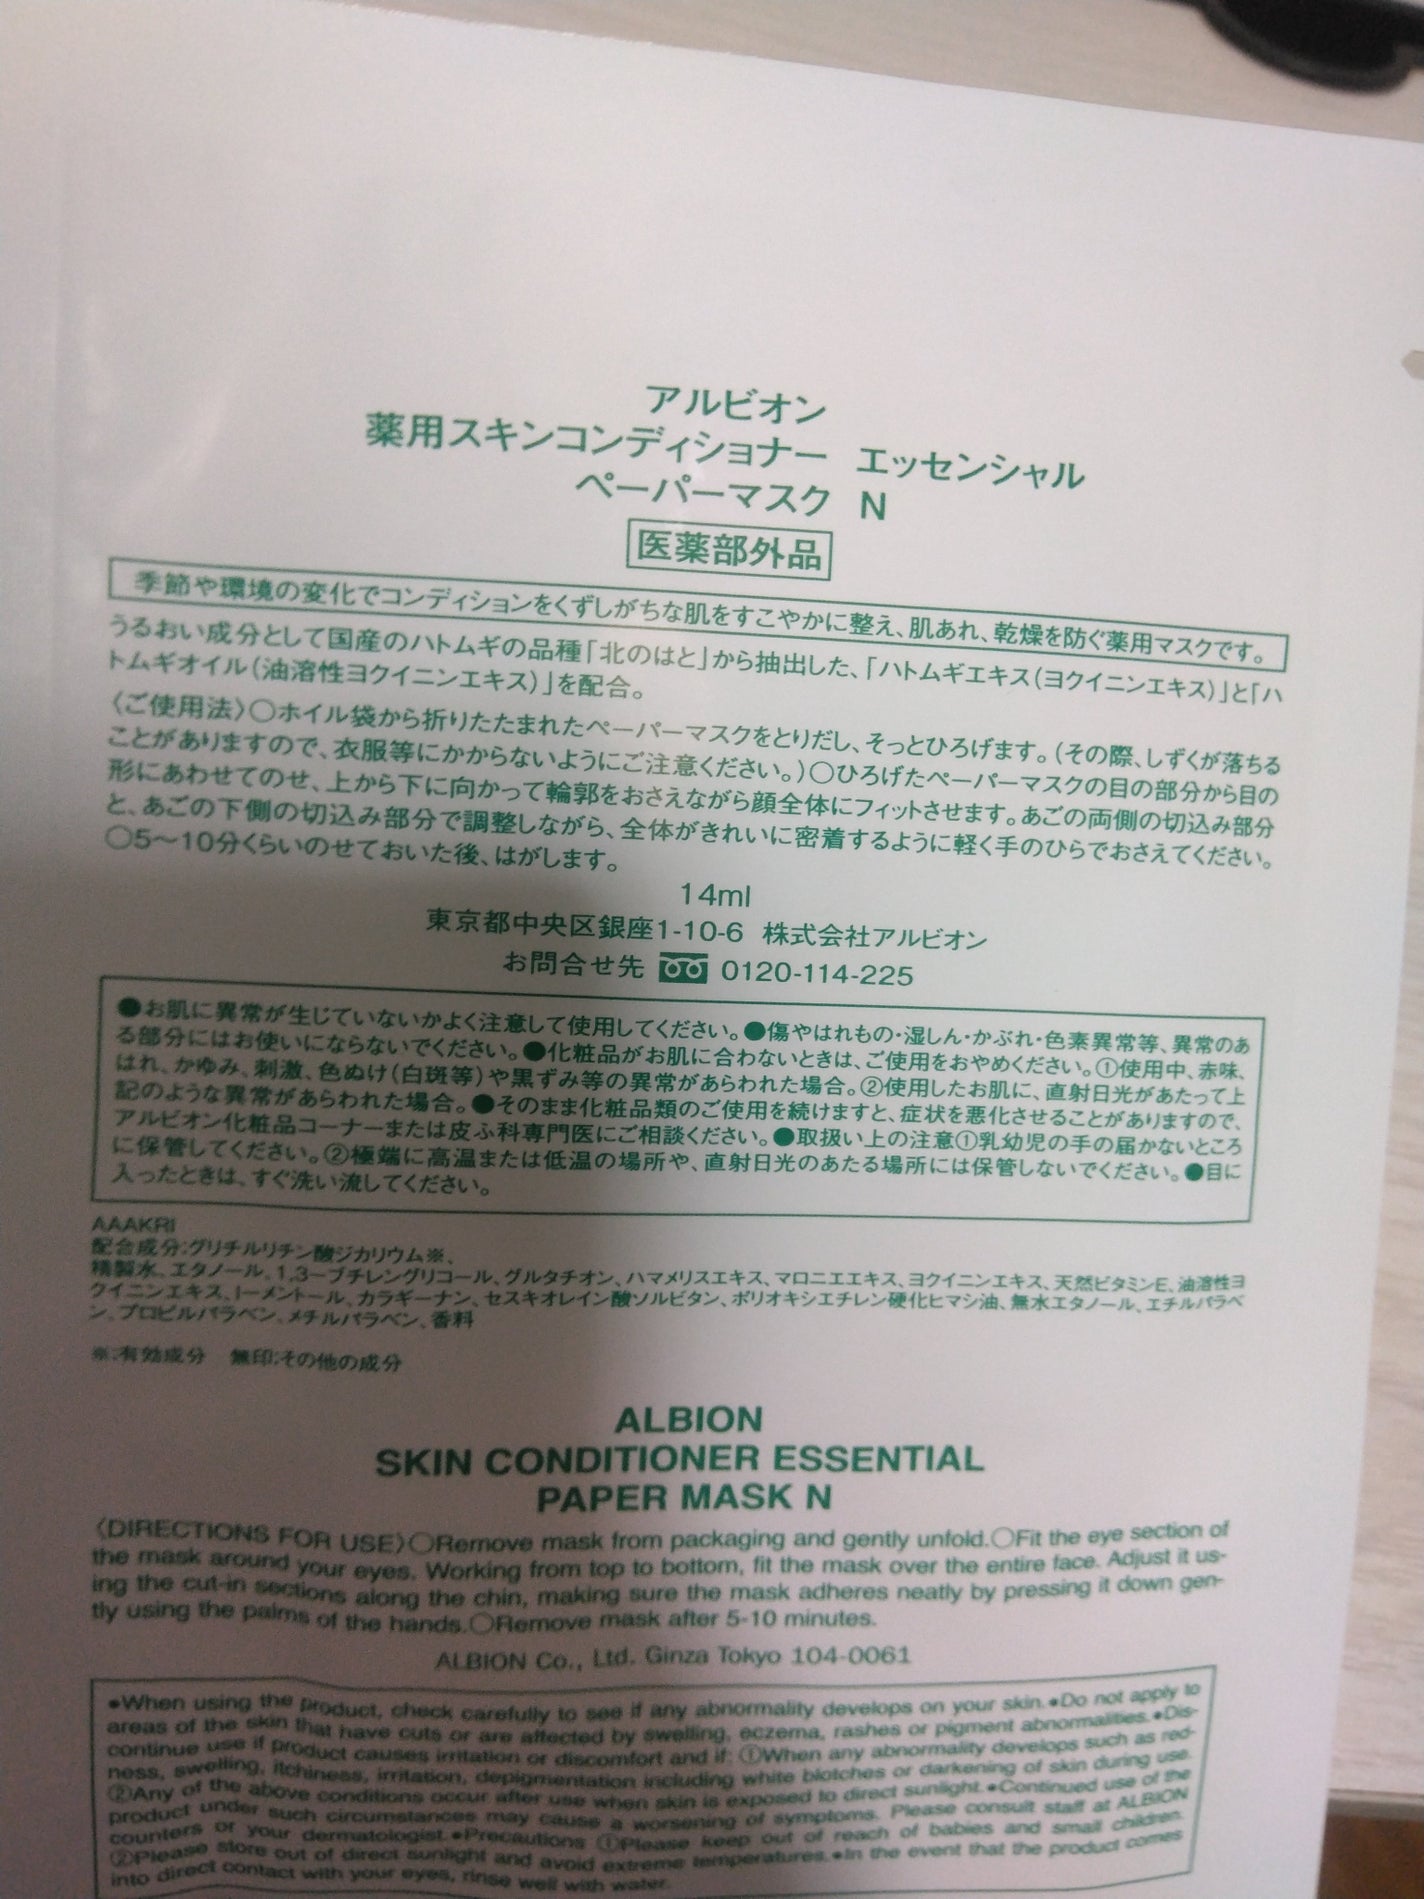 アルビオン
薬用スキンコンディショナー エッセンシャル
ペーパーマスク N
医薬部外品
季節や環境の変化でコンディションをくずしがちな肌をすこやかに整え、肌あれ、乾燥を防ぐ薬用マスクです。
うるおい成分として国産のハトムギの品種「北のはと」から抽出した、「ハトムギエキス(ヨクイニンエキス)」と「ハ
トムギオイル(油溶性ヨクイニンエキス)」を配合。
〈ご使用法〉○ホイル袋から折りたたまれたペーパーマスクをとりだし、そっとひろげます。(その際、しずくが落ちる
ことがありますので、衣服等にかからないようにご注意ください。)○ひろげたペーパーマスクの目の部分から目の
形にあわせてのせ、上から下に向かって輪郭をおさえながら顔全体にフィットさせます。あごの両側の切込み部分
と、あごの下側の切込み部分で調整しながら、全体がきれいに密着するように軽く手のひらでおさえてください。
○5〜10分くらいのせておいた後、はがします。
14ml
東京都中央区銀座1-10-6 株式会社アルビオン
お問合せ先 0120-114-225
●お肌に異常が生じていないかよく注意して使用してください。●傷やはれもの・湿しん・かぶれ・色素異常等、異常のあ
る部分にはお使いにならないでください。●化粧品がお肌に合わないときは、ご使用をおやめください。①使用中、赤味、
はれ、かゆみ、刺激、色ぬけ(白斑等)や黒ずみ等の異常があらわれた場合。②使用したお肌に、直射日光があたって上
記のような異常があらわれた場合。●そのまま化粧品類のご使用を続けますと、症状を悪化させることがありますので、
アルビオン化粧品コーナーまたは皮ふ科専門医にご相談ください。●取扱い上の注意①乳幼児の手の届かないところ
に保管してください。②極端に高温または低温の場所や、直射日光のあたる場所には保管しないでください。●目に
入ったときは、すぐ洗い流してください。
AAAKRI
配合成分:グリチルリチン酸ジカリウム※、
精製水、エタノール、1,3−ブチレングリコール、グルタチオン、ハマメリスエキス、マロニエエキス、ヨクイニンエキス、天然ビタミンE、油溶性ヨ
クイニンエキス、l−メントール、カラギーナン、セスキオレイン酸ソルビタン、ポリオキシエチレン硬化ヒマシ油、無水エタノール、エチルパラベ
ン、プロピルパラベン、メチルパラベン、香料
※:有効成分 無印:その他の成分
ALBION
SKIN CONDITIONER ESSENTIAL
PAPER MASK N
〈DIRECTIONS FOR USE〉○Remove mask from packaging and gently unfold.○Fit the eye section of
the mask around your eyes. Working from top to bottom, fit the mask over the entire face. Adjust it us-
ing the cut-in sections along the chin, making sure the mask adheres neatly by pressing it down gen-
tly using the palms of the hands.○Remove mask after 5-10 minutes.
ALBION Co., Ltd. Ginza Tokyo 104-0061
●When using the product, check carefully to see if any abnormality develops on your skin.●Do not apply to
areas of the skin that have cuts or are affected by swelling, eczema, rashes or pigment abnormalities.●Dis-
continue use if product causes irritation or discomfort and if: ①When any abnormality develops such as red-
ness, swelling, itchiness, irritation, depigmentation including white blotches or darkening of skin during use.
②Any of the above conditions occur after use when skin is exposed to direct sunlight.●Continued use of the
product under such circumstances may cause a worsening of symptoms. Please consult staff at ALBION
counters or your dermatologist.●Precautions ①Please keep out of reach of babies and small children.
②Please store out of direct sunlight and avoid extreme temperatures.●In the event that the product comes
into direct contact with your eyes, rinse well with water.